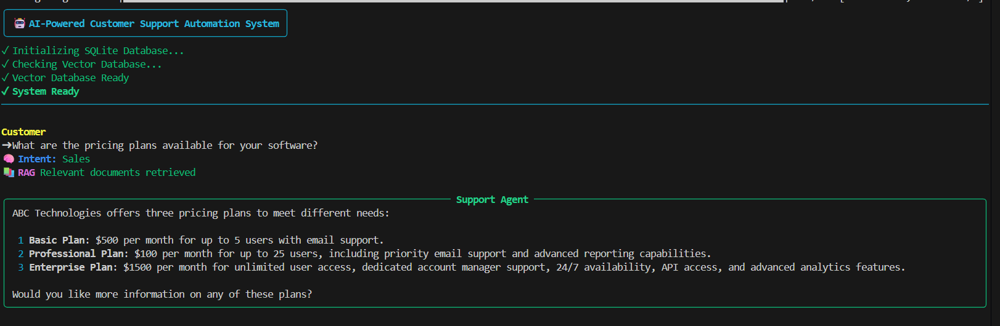 AI-Powered Customer Support Automation System
✓ Initializing SQLite Database...
✓ Checking Vector Database...
✓ Vector Database Ready
✓ System Ready
Customer
➜What are the pricing plans available for your software?
Intent: Sales
RAG Relevant documents retrieved
Support Agent
ABC Technologies offers three pricing plans to meet different needs:
1 Basic Plan: $500 per month for up to 5 users with email support.
2 Professional Plan: $100 per month for up to 25 users, including priority email support and advanced reporting capabilities.
3 Enterprise Plan: $1500 per month for unlimited user access, dedicated account manager support, 24/7 availability, API access, and advanced analytics features.
Would you like more information on any of these plans?